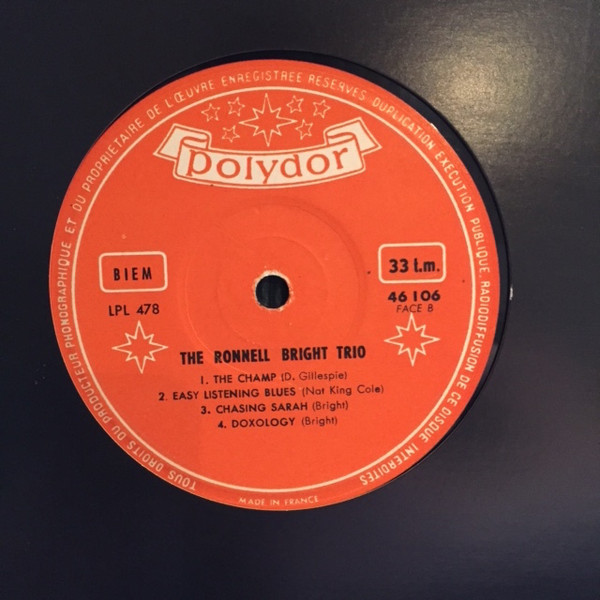 TOUS DROITS DU PRODUCTEUR PHONOGRAPHIQUE ET DU PROPRIETAIRE DE L'ŒUVRE ENREGISTREE RESERVES DUPLICATION EXECUTION PUBLIQUE, RADIODIFFUSION DE CE DISQUE INTERDITES
polydor
BIEM
33 t.m.
LPL 478
46 106
FACE B
THE RONNELL BRIGHT TRIO
1. THE CHAMP (D. Gillespie)
2. EASY LISTENING BLUES (Nat King Cole)
3. CHASING SARAH (Bright)
4. DOXOLOGY (Bright)
MADE IN FRANCE